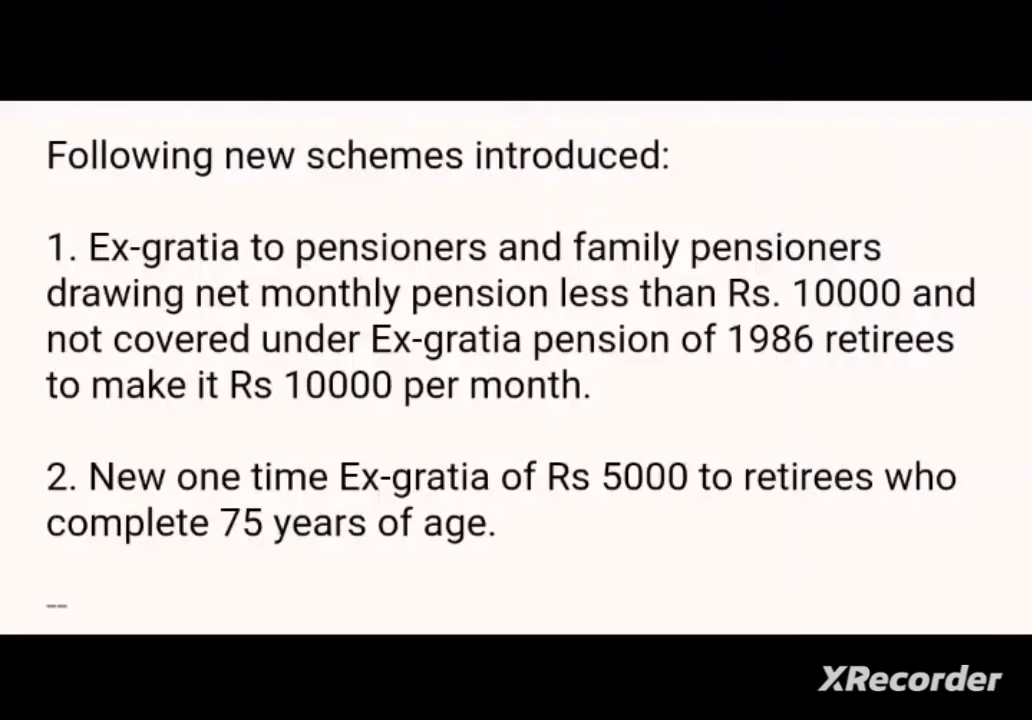 Following new schemes introduced:
1. Ex-gratia to pensioners and family pensioners
drawing net monthly pension less than Rs. 10000 and
not covered under Ex-gratia pension of 1986 retirees
to make it Rs 10000 per month.
2. New one time Ex-gratia of Rs 5000 to retirees who
complete 75 years of age.
--
XRecorder